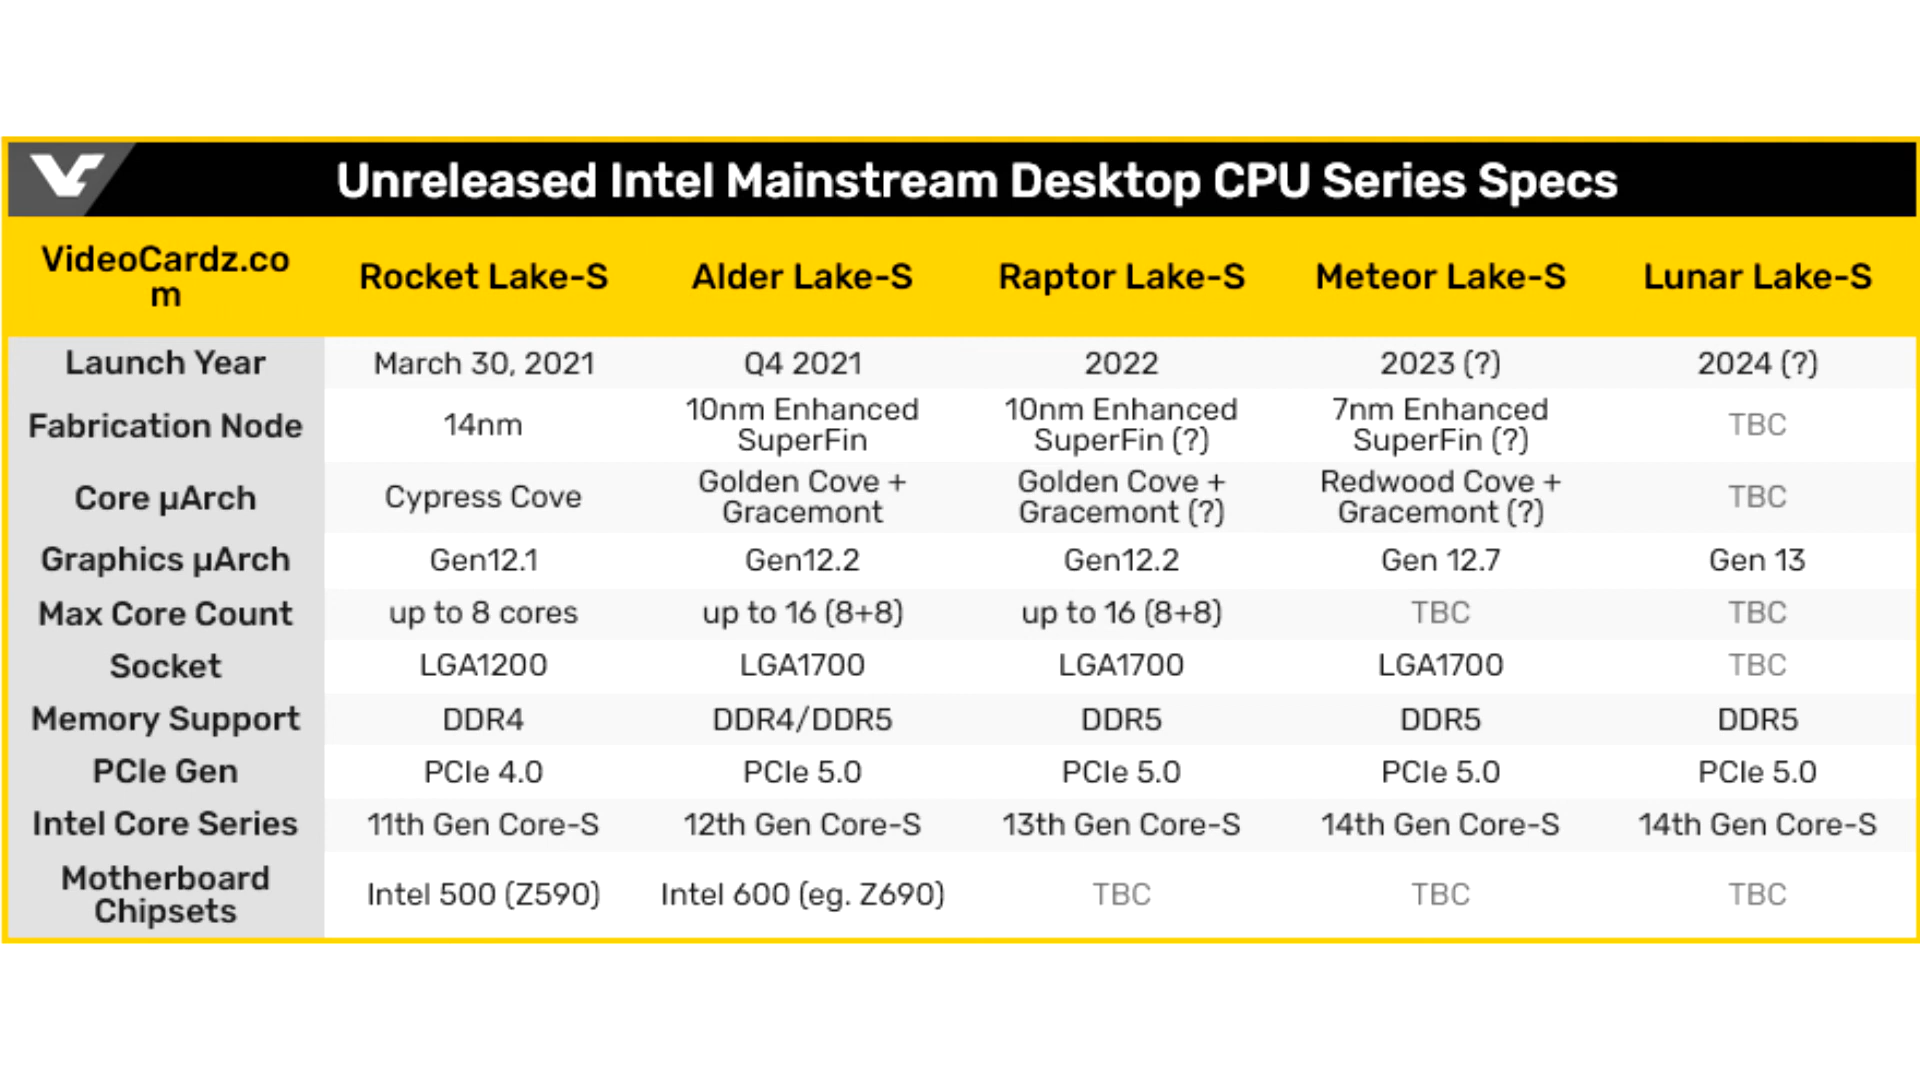 Unreleased Intel Mainstream Desktop CPU Series Specs
VideoCardz.co
m
Rocket Lake-S
Alder Lake-S
Raptor Lake-S
Meteor Lake-S
Lunar Lake-S
Launch Year
March 30, 2021
Q4 2021
2022
2023 (?)
2024 (?)
Fabrication Node
14nm
10nm Enhanced
SuperFin
10nm Enhanced
SuperFin (?)
7nm Enhanced
SuperFin (?)
TBC
Core µArch
Cypress Cove
Golden Cove +
Gracemont
Golden Cove +
Gracemont (?)
Redwood Cove +
Gracemont (?)
TBC
Graphics µArch
Gen12.1
Gen12.2
Gen12.2
Gen 12.7
Gen 13
Max Core Count
up to 8 cores
up to 16 (8+8)
up to 16 (8+8)
TBC
TBC
Socket
LGA1200
LGA1700
LGA1700
LGA1700
TBC
Memory Support
DDR4
DDR4/DDR5
DDR5
DDR5
DDR5
PCIe Gen
PCIe 4.0
PCIe 5.0
PCIe 5.0
PCIe 5.0
PCIe 5.0
Intel Core Series
11th Gen Core-S
12th Gen Core-S
13th Gen Core-S
14th Gen Core-S
14th Gen Core-S
Motherboard
Chipsets
Intel 500 (Z590)
Intel 600 (eg. Z690)
TBC
TBC
TBC